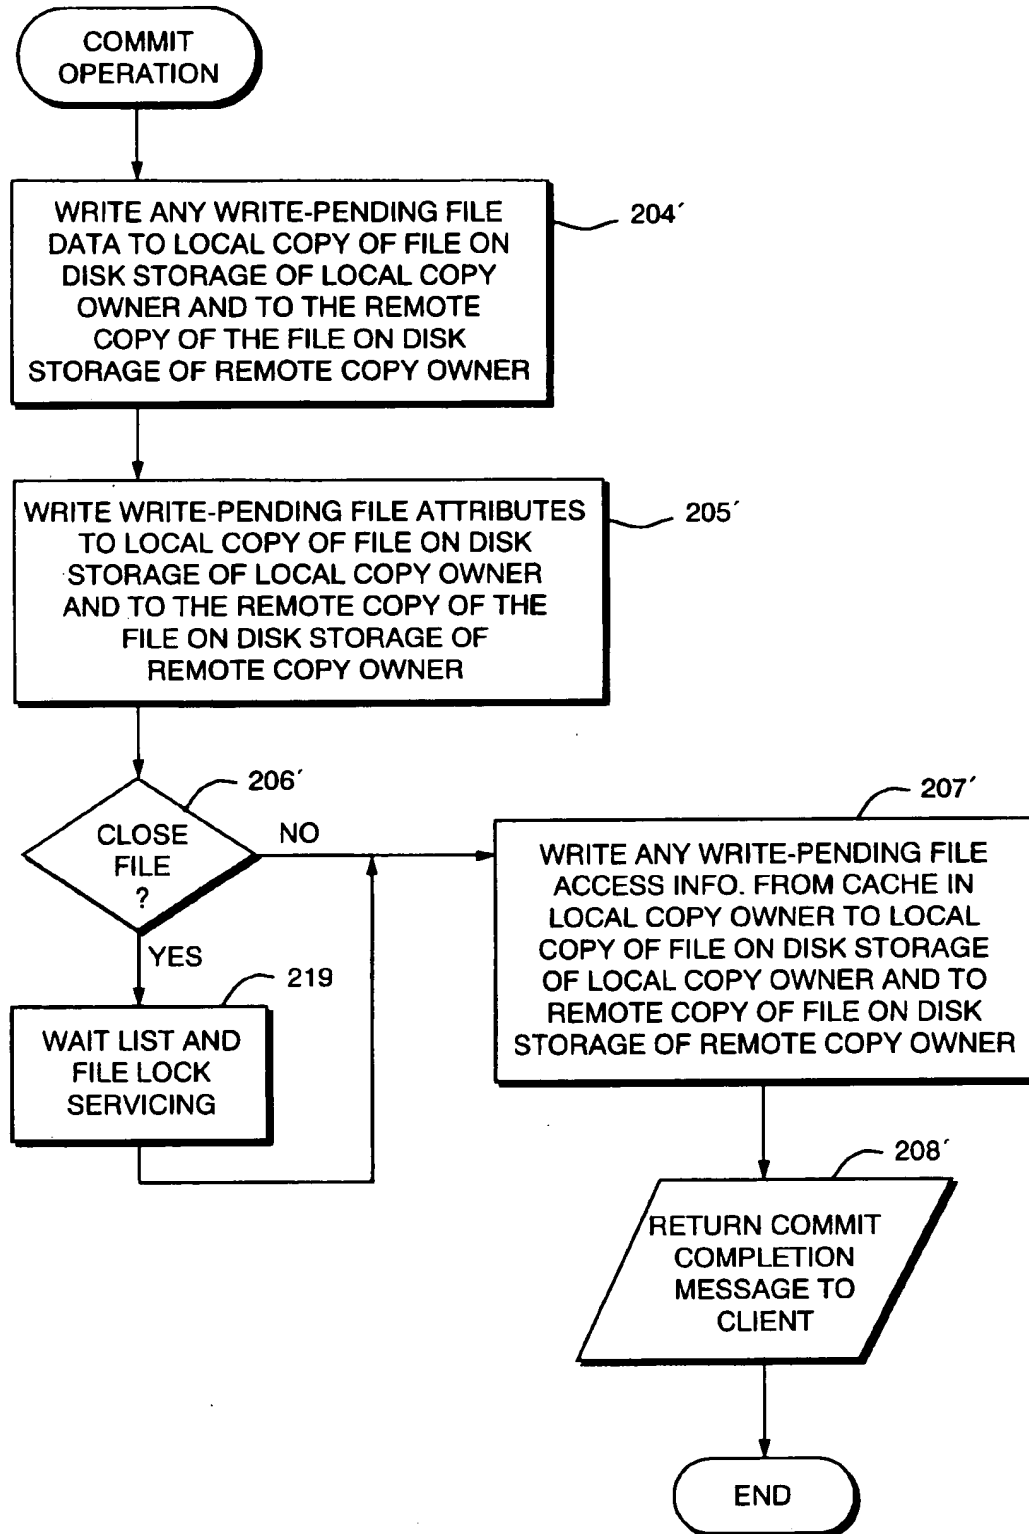 COMMIT
OPERATION
WRITE ANY WRITE-PENDING FILE
DATA TO LOCAL COPY OF FILE ON
DISK STORAGE OF LOCAL COPY
OWNER AND TO THE REMOTE
COPY OF THE FILE ON DISK
STORAGE OF REMOTE COPY OWNER
204′
WRITE WRITE-PENDING FILE ATTRIBUTES
TO LOCAL COPY OF FILE ON DISK
STORAGE OF LOCAL COPY OWNER
AND TO THE REMOTE COPY OF THE
FILE ON DISK STORAGE OF
REMOTE COPY OWNER
205′
206′
CLOSE
FILE
?
NO
YES
219
WAIT LIST AND
FILE LOCK
SERVICING
207′
WRITE ANY WRITE-PENDING FILE
ACCESS INFO. FROM CACHE IN
LOCAL COPY OWNER TO LOCAL
COPY OF FILE ON DISK STORAGE
OF LOCAL COPY OWNER AND TO
REMOTE COPY OF FILE ON DISK
STORAGE OF REMOTE COPY OWNER
208′
RETURN COMMIT
COMPLETION
MESSAGE TO
CLIENT
END